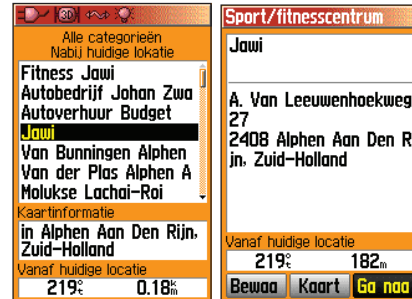 3D
Alle categorieën
Nabij huidige lokatie
Fitness Jawi
Autobedrijf Johan Zwa
Autoverhuur Budget
Jawi
Van Bunningen Alphen
Van der Plas Alphen A
Molukse Lachai-Roi
Kaartinformatie
in Alphen Aan Den Rijn,
Zuid-Holland
Vanaf huidige locatie
219° 0.18km
Sport/fitnesscentrum
Jawi
A. Van Leeuwenhoekweg
27
2408 Alphen Aan Den R
jn, Zuid-Holland
Vanaf huidige locatie
219° 182m
Bewaa Kaart Ga naa